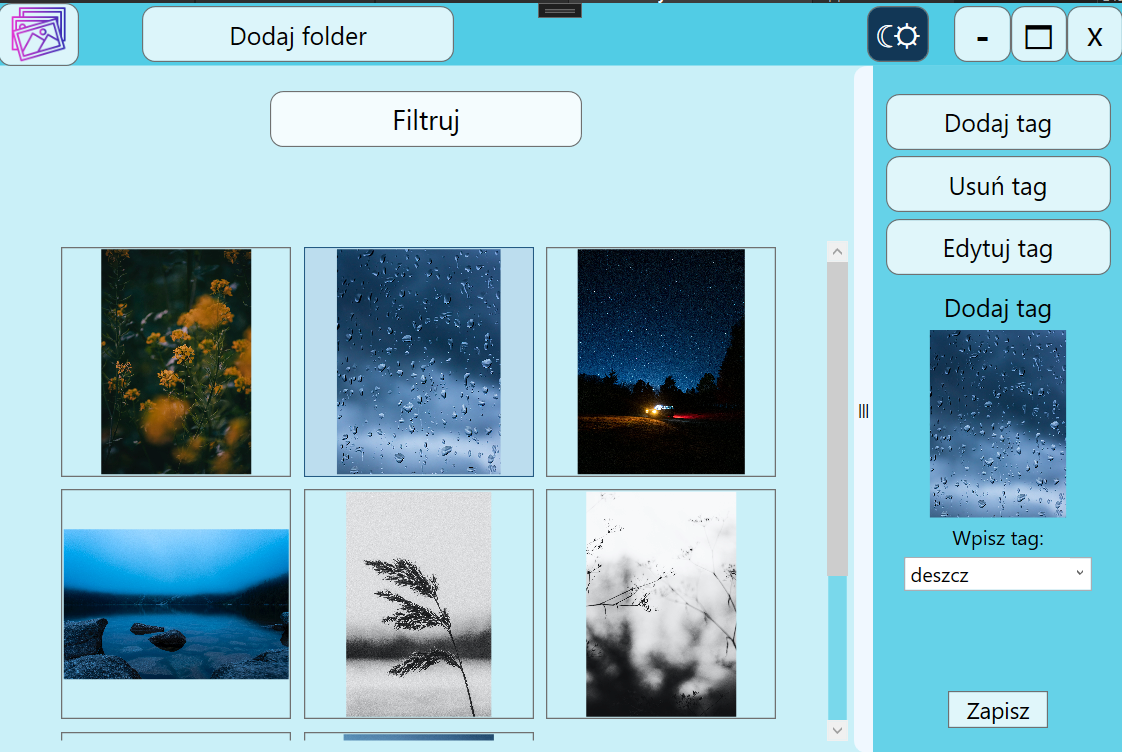 Dodaj folder
-
X
Filtruj
Dodaj tag
Usuń tag
Edytuj tag
Dodaj tag
Wpisz tag:
deszcz
Zapisz